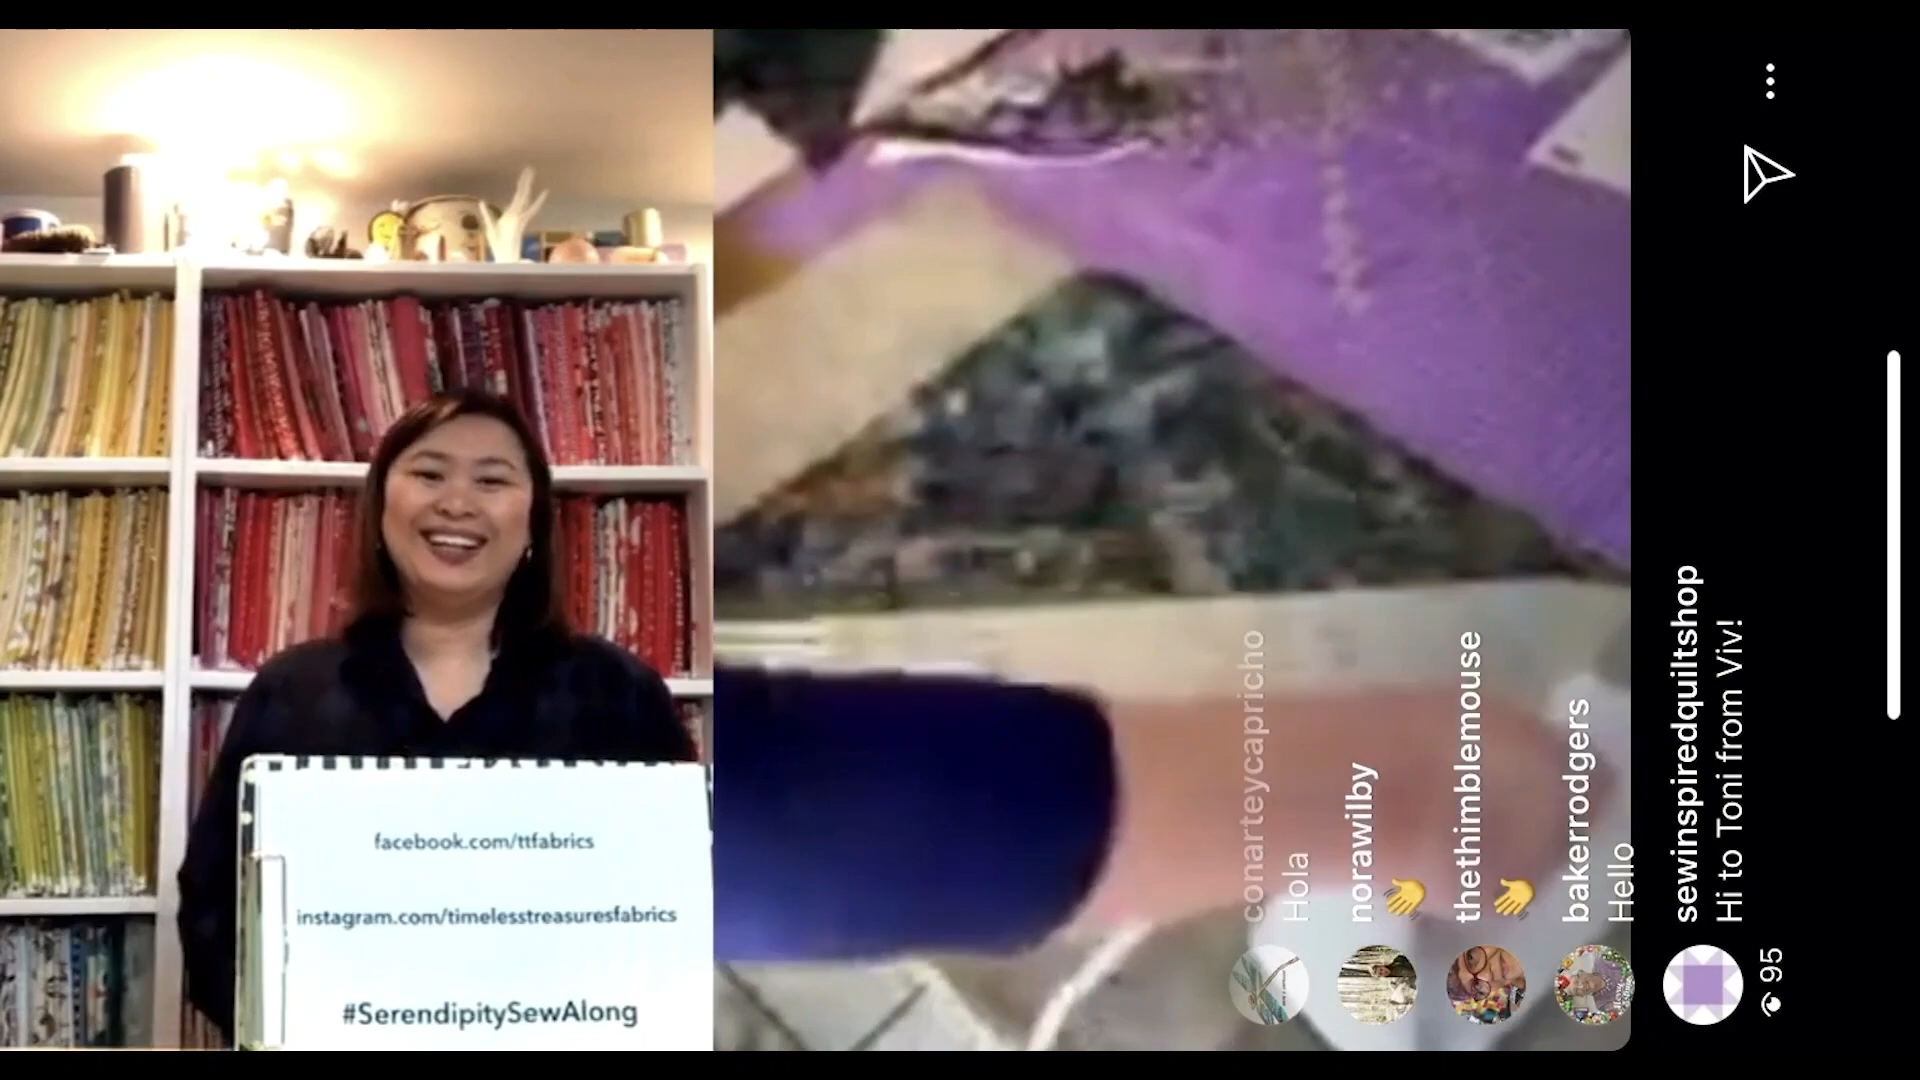 facebook.com/ttfabrics
instagram.com/timelesstreasuresfabrics
#SerendipitySewAlong
conarteycapricho
Hola
norawilby
👋
thethimblemouse
👋
bakerrodgers
Hello
sewinspiredquiltshop
Hi to Toni from Viv!
95